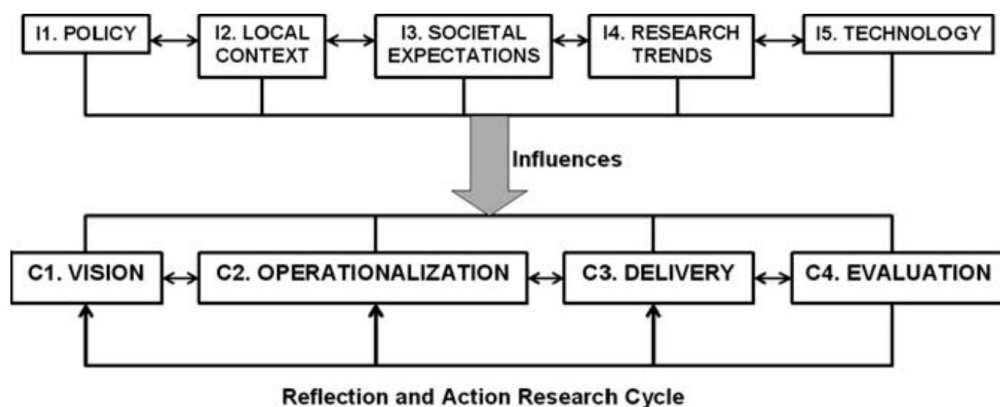 I1. POLICY
I2. LOCAL
CONTEXT
I3. SOCIETAL
EXPECTATIONS
I4. RESEARCH
TRENDS
I5. TECHNOLOGY
Influences
C1. VISION
C2. OPERATIONALIZATION
C3. DELIVERY
C4. EVALUATION
Reflection and Action Research Cycle